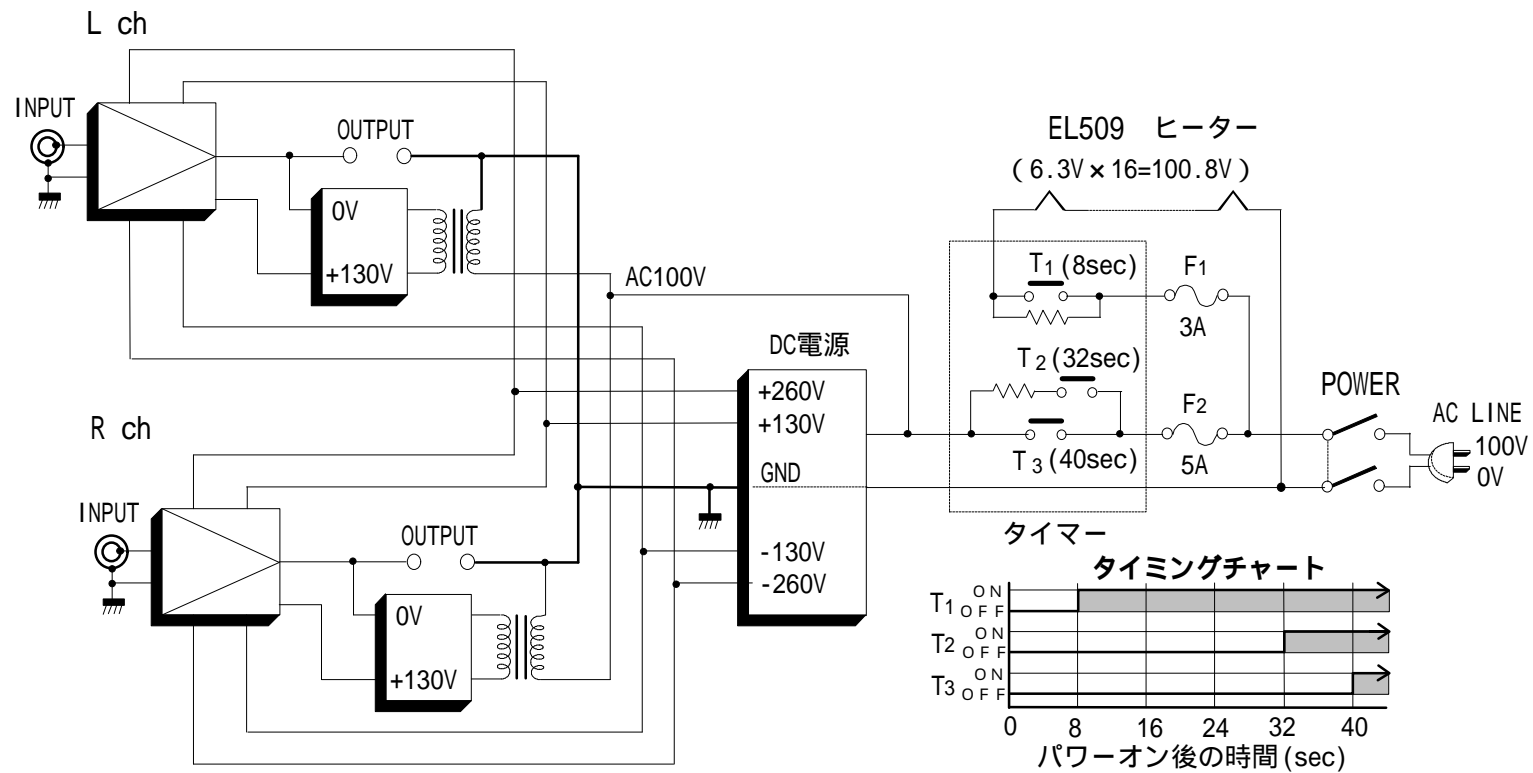 L ch
INPUT
OUTPUT
0V
+130V
AC100V
EL509 ヒーター
(6.3V×16=100.8V)
T1(8sec)
F1
3A
T2(32sec)
T3(40sec)
F2
5A
タイマー
POWER
AC LINE
100V
0V
DC電源
+260V
+130V
GND
-130V
-260V
R ch
INPUT
OUTPUT
0V
+130V
タイミングチャート
T1 ON
OFF
T2 ON
OFF
T3 ON
OFF
0 8 16 24 32 40
パワーオン後の時間(sec)